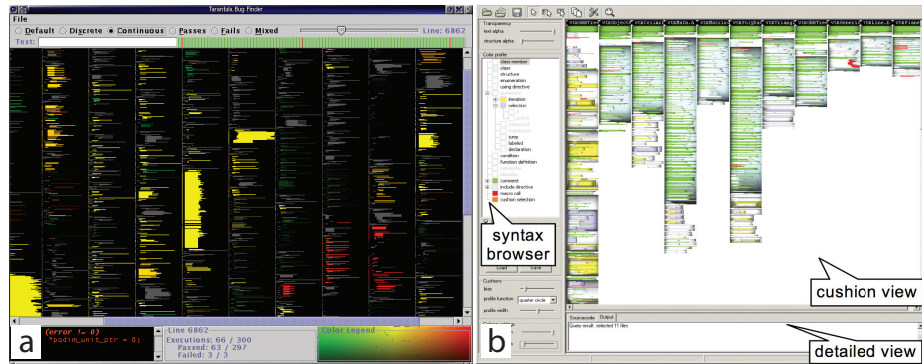 Tarantula Bug Finder
File
Default Discrete Continuous Passes Fails Mixed Line: 6862
Test:
a
(error != 0)
*pqdim_unit_ptr = 0;
Line 6862
Executions: 66 / 300
Passed: 63 / 297
Failed: 3 / 3
Color Legend
Transparency
text alpha
structure alpha
Color profile
class member
class
structure
enumeration
using directive
iteration
selection
jump
labeled
declaration
condition
function definition
comment
include directive
macro call
cushion selection
syntax
browser
Load Save
Cushions
bias
profile function quarter circle
profile width
b
cushion view
Sourcecode Output
Query result: selected 11 files
detailed view